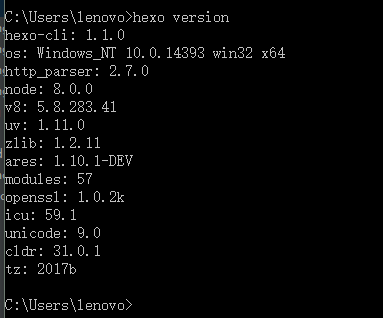 C:\Users\lenovo>hexo version
hexo-cli: 1.1.0
os: Windows_NT 10.0.14393 win32 x64
http_parser: 2.7.0
node: 8.0.0
v8: 5.8.283.41
uv: 1.11.0
zlib: 1.2.11
ares: 1.10.1-DEV
modules: 57
openssl: 1.0.2k
icu: 59.1
unicode: 9.0
cldr: 31.0.1
tz: 2017b
C:\Users\lenovo>